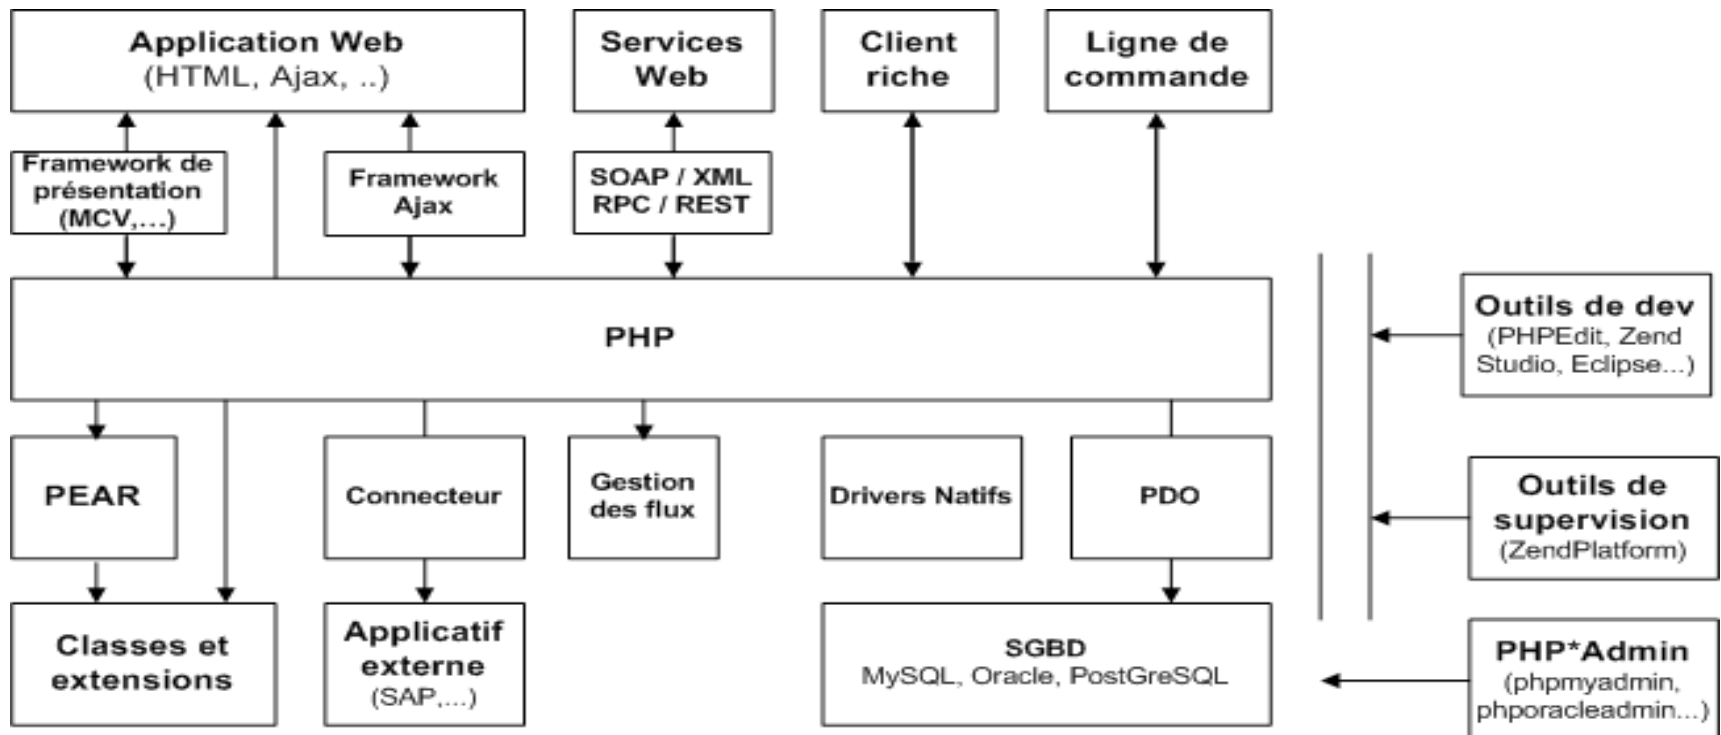 Application Web
(HTML, Ajax, ..)
Services
Web
Client
riche
Ligne de
commande
Framework de
présentation
(MCV,...)
Framework
Ajax
SOAP / XML
RPC / REST
PHP
Outils de dev
(PHPEdit, Zend
Studio, Eclipse...)
PEAR
Connecteur
Gestion
des flux
Drivers Natifs
PDO
Outils de
supervision
(ZendPlatform)
Classes et
extensions
Applicatif
externe
(SAP,...)
SGBD
MySQL, Oracle, PostGreSQL
PHP*Admin
(phpmyadmin,
phporacleadmin...)